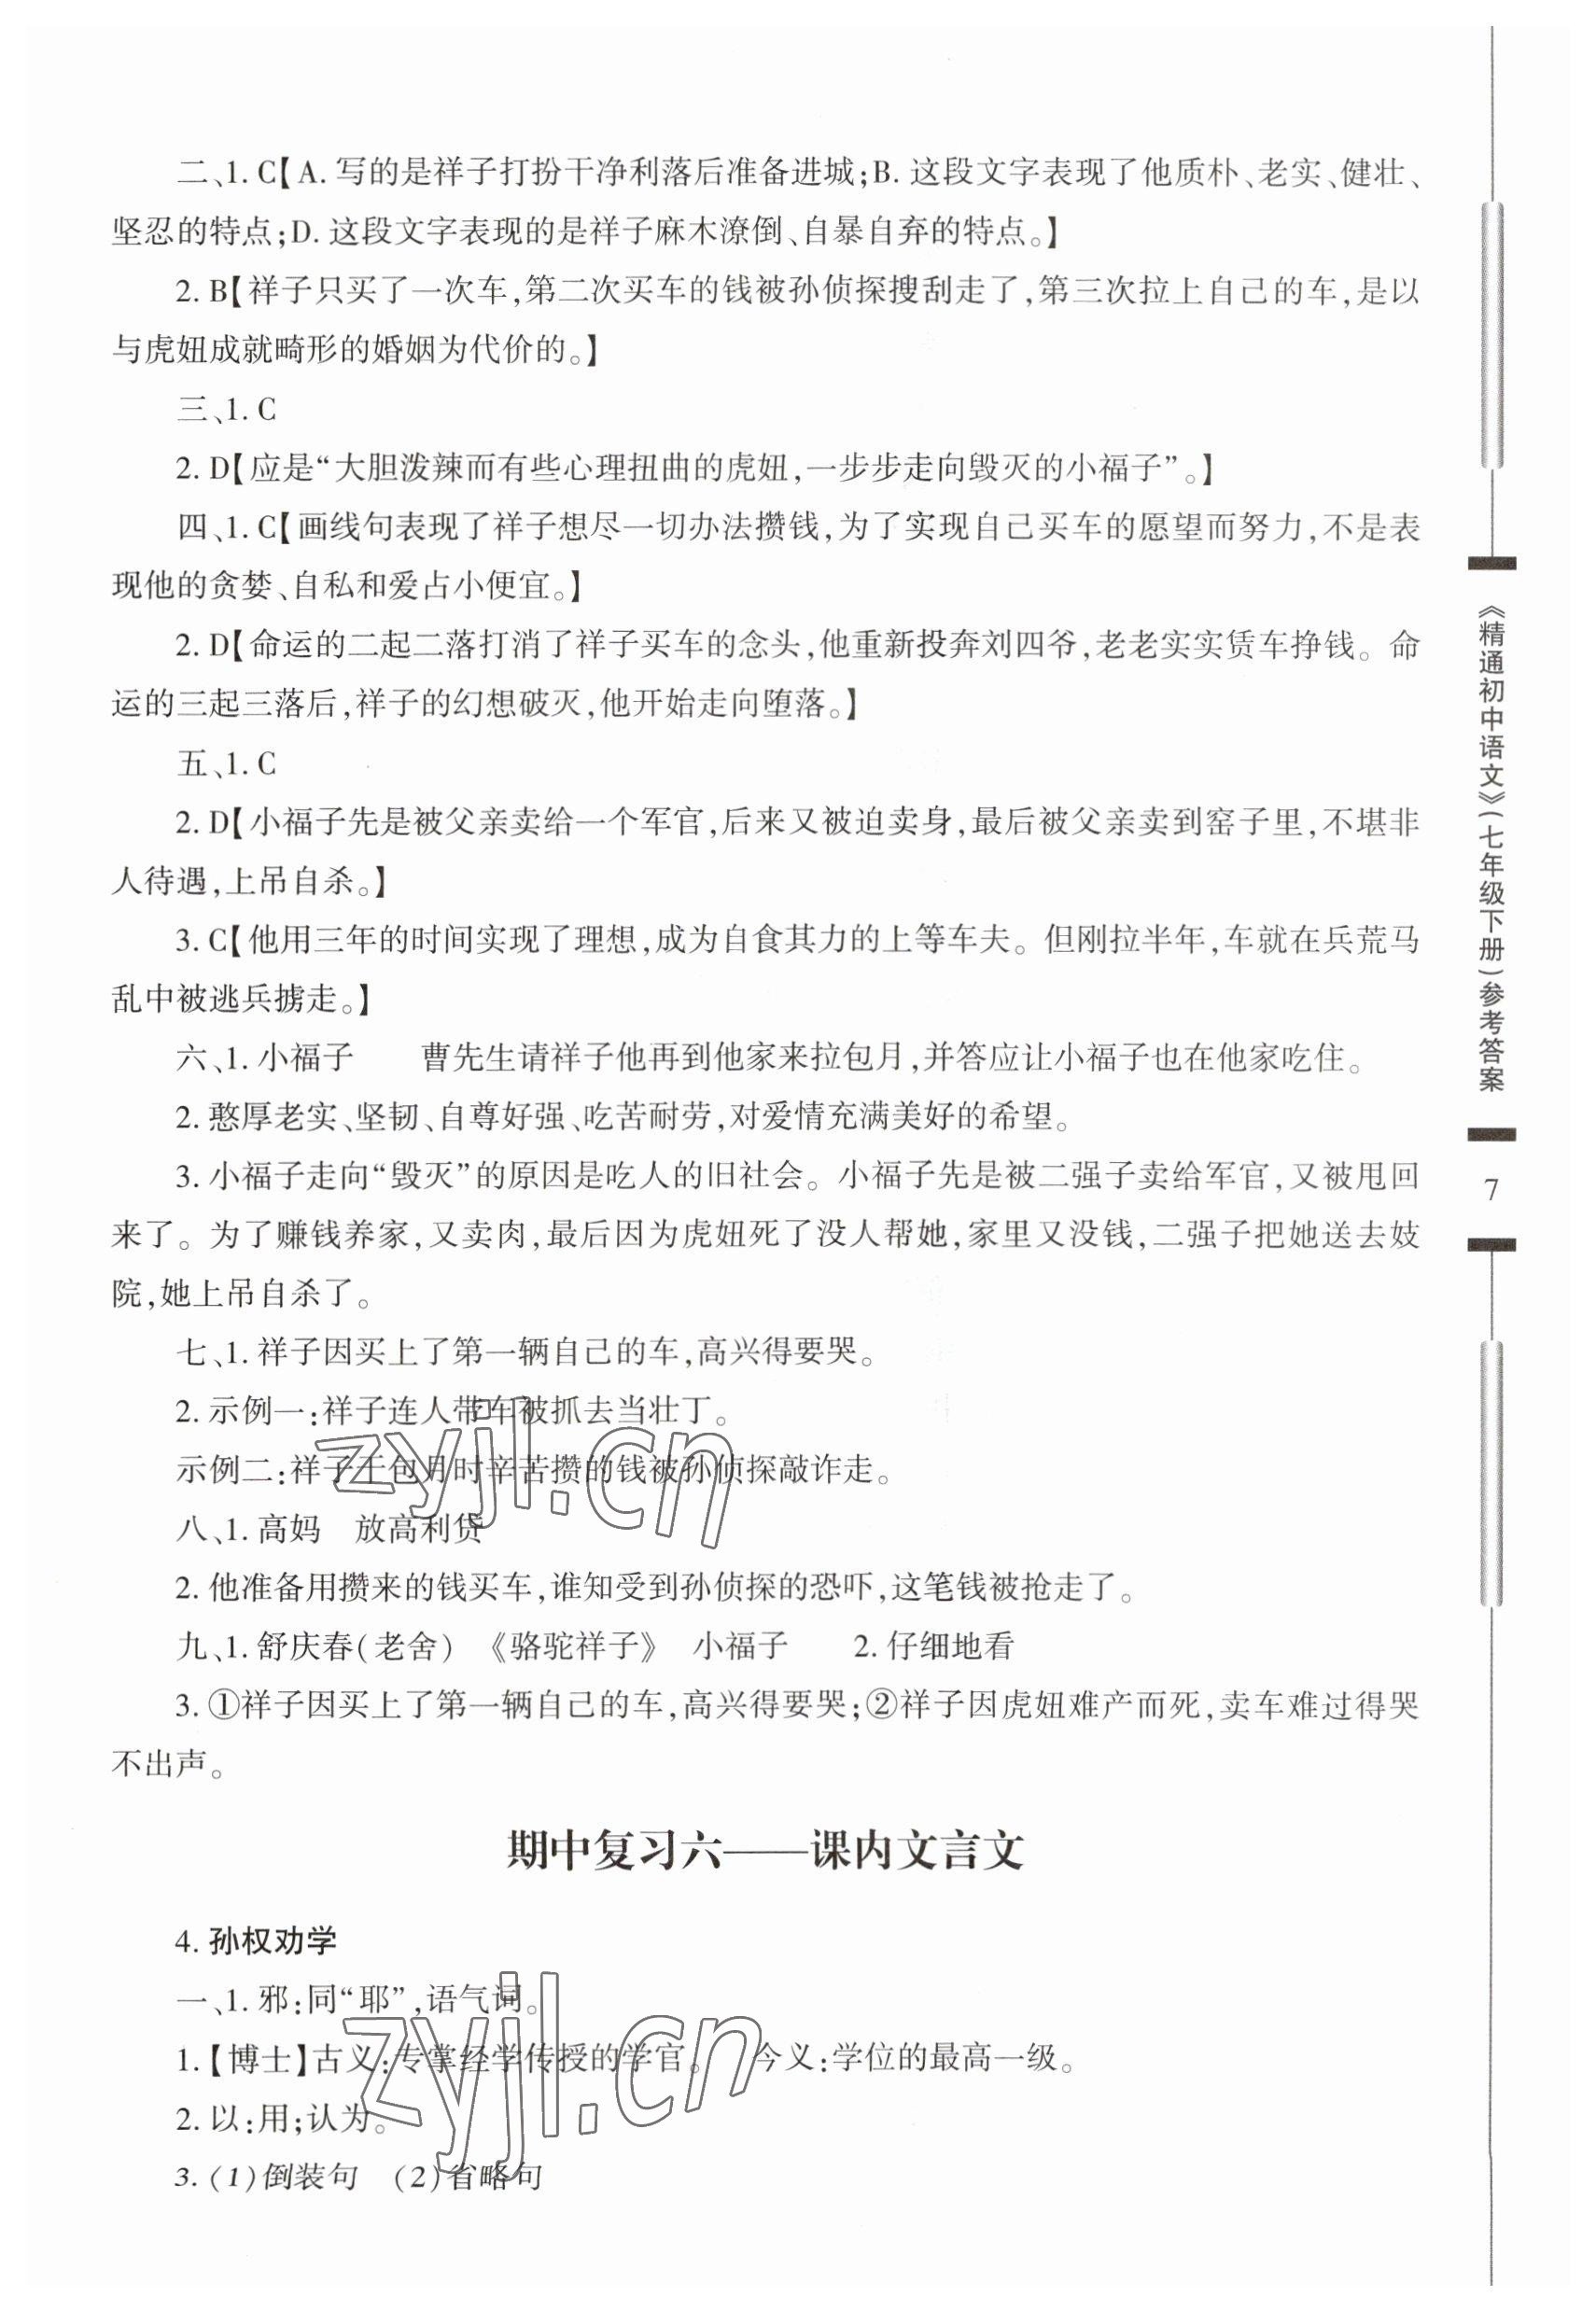 二、1. C【A. 写的是祥子打扮干净利落后准备进城;B. 这段文字表现了他质朴、老实、健壮、
坚忍的特点;D. 这段文字表现的是祥子麻木潦倒、自暴自弃的特点。】
2. B【祥子只买了一次车,第二次买车的钱被孙侦探搜刮走了,第三次拉上自己的车,是以
与虎妞成就畸形的婚姻为代价的。】
三、1. C
2. D【应是“大胆泼辣而有些心理扭曲的虎妞,一步步走向毁灭的小福子”。】
四、1. C【画线句表现了祥子想尽一切办法攒钱,为了实现自己买车的愿望而努力,不是表
现他的贪婪、自私和爱占小便宜。】
2. D【命运的二起二落打消了祥子买车的念头,他重新投奔刘四爷,老老实实赁车挣钱。命
运的三起三落后,祥子的幻想破灭,他开始走向堕落。】
五、1. C
2. D【小福子先是被父亲卖给一个军官,后来又被迫卖身,最后被父亲卖到窑子里,不堪非
人待遇,上吊自杀。】
3. C【他用三年的时间实现了理想,成为自食其力的上等车夫。但刚拉半年,车就在兵荒马
乱中被逃兵掳走。】
六、1. 小福子 曹先生请祥子他再到他家来拉包月,并答应让小福子也在他家吃住。
2. 憨厚老实、坚韧、自尊好强、吃苦耐劳,对爱情充满美好的希望。
3. 小福子走向“毁灭”的原因是吃人的旧社会。小福子先是被二强子卖给军官,又被甩回
来了。为了赚钱养家,又卖肉,最后因为虎妞死了没人帮她,家里又没钱,二强子把她送去妓
院,她上吊自杀了。
七、1. 祥子因买上了第一辆自己的车,高兴得要哭。
2. 示例一:祥子连人带车被抓去当壮丁。
示例二:祥子干包月时辛苦攒的钱被孙侦探敲诈走。
八、1. 高妈 放高利贷
2. 他准备用攒来的钱买车,谁知受到孙侦探的恐吓,这笔钱被抢走了。
九、1. 舒庆春(老舍) 《骆驼祥子》 小福子 2. 仔细地看
3. ①祥子因买上了第一辆自己的车,高兴得要哭;②祥子因虎妞难产而死,卖车难过得哭
不出声。
期中复习六——课内文言文
4. 孙权劝学
一、1. 邪:同“耶”,语气词。
1.【博士】古义:专掌经学传授的学官。 今义:学位的最高一级。
2. 以:用;认为。
3. (1)倒装句 (2)省略句
《精通初中语文》(七年级下册)参考答案
7
zyjl.cn
zyjl.cn